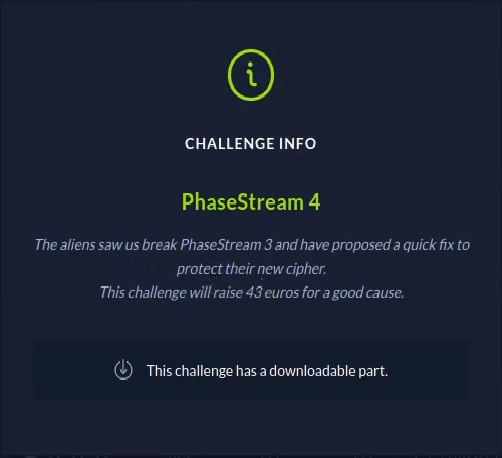 CHALLENGE INFO
PhaseStream 4
The aliens saw us break PhaseStream 3 and have proposed a quick fix to
protect their new cipher.
This challenge will raise 43 euros for a good cause.
This challenge has a downloadable part.